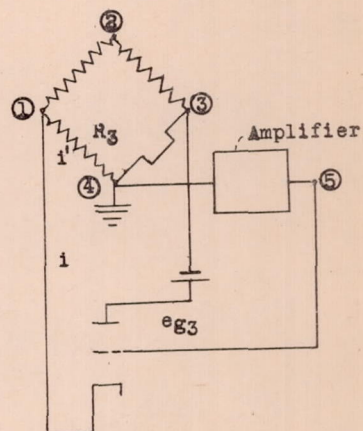 ②
① ③
R₃
Amplifier
i'
④ ⑤
i
eg₃